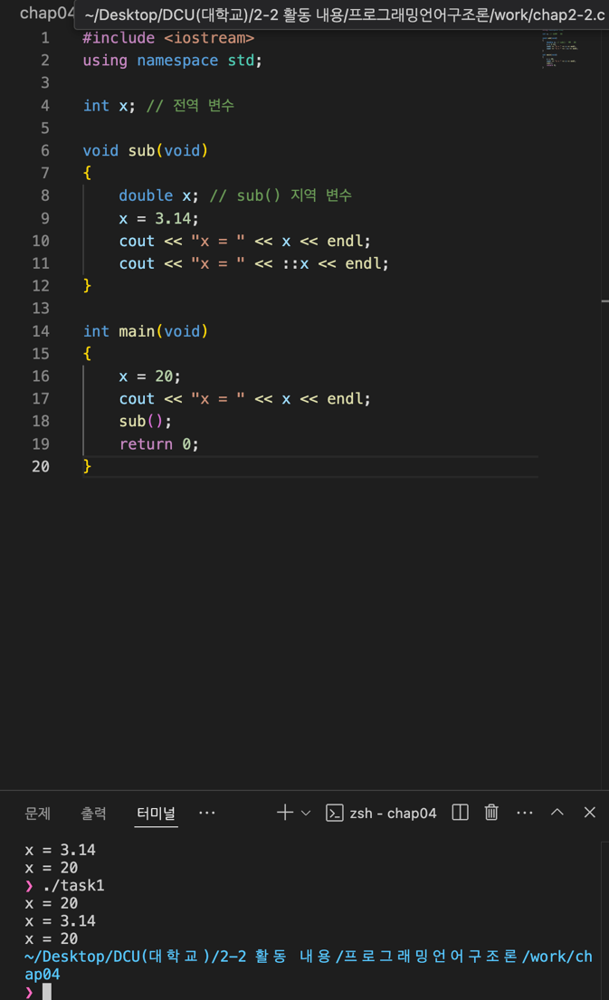 chap04
~/Desktop/DCU(대학교)/2-2 활동 내용/프로그래밍언어구조론/work/chap2-2.c
1 #include <iostream>
2 using namespace std;
3
4 int x; // 전역 변수
5
6 void sub(void)
7 {
8     double x; // sub() 지역 변수
9     x = 3.14;
10     cout << "x = " << x << endl;
11     cout << "x = " << ::x << endl;
12 }
13
14 int main(void)
15 {
16     x = 20;
17     cout << "x = " << x << endl;
18     sub();
19     return 0;
20 }
문제 출력 터미널 ··· zsh - chap04 ···
x = 3.14
x = 20
❯ ./task1
x = 20
x = 3.14
x = 20
~/Desktop/DCU(대학교)/2-2 활동 내용/프로그래밍언어구조론/work/ch
ap04
❯